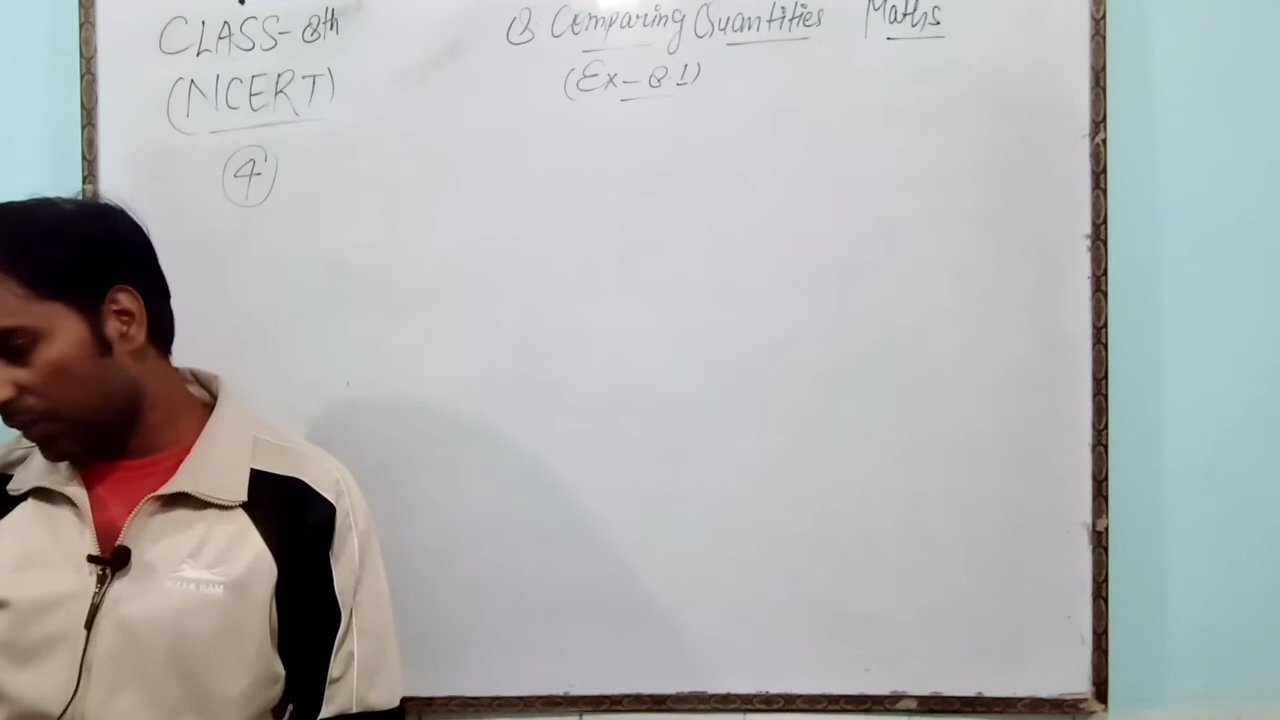 CLASS-8th
(NCERT)
4
8 Comparing Quantities Maths
(Ex-8.1)